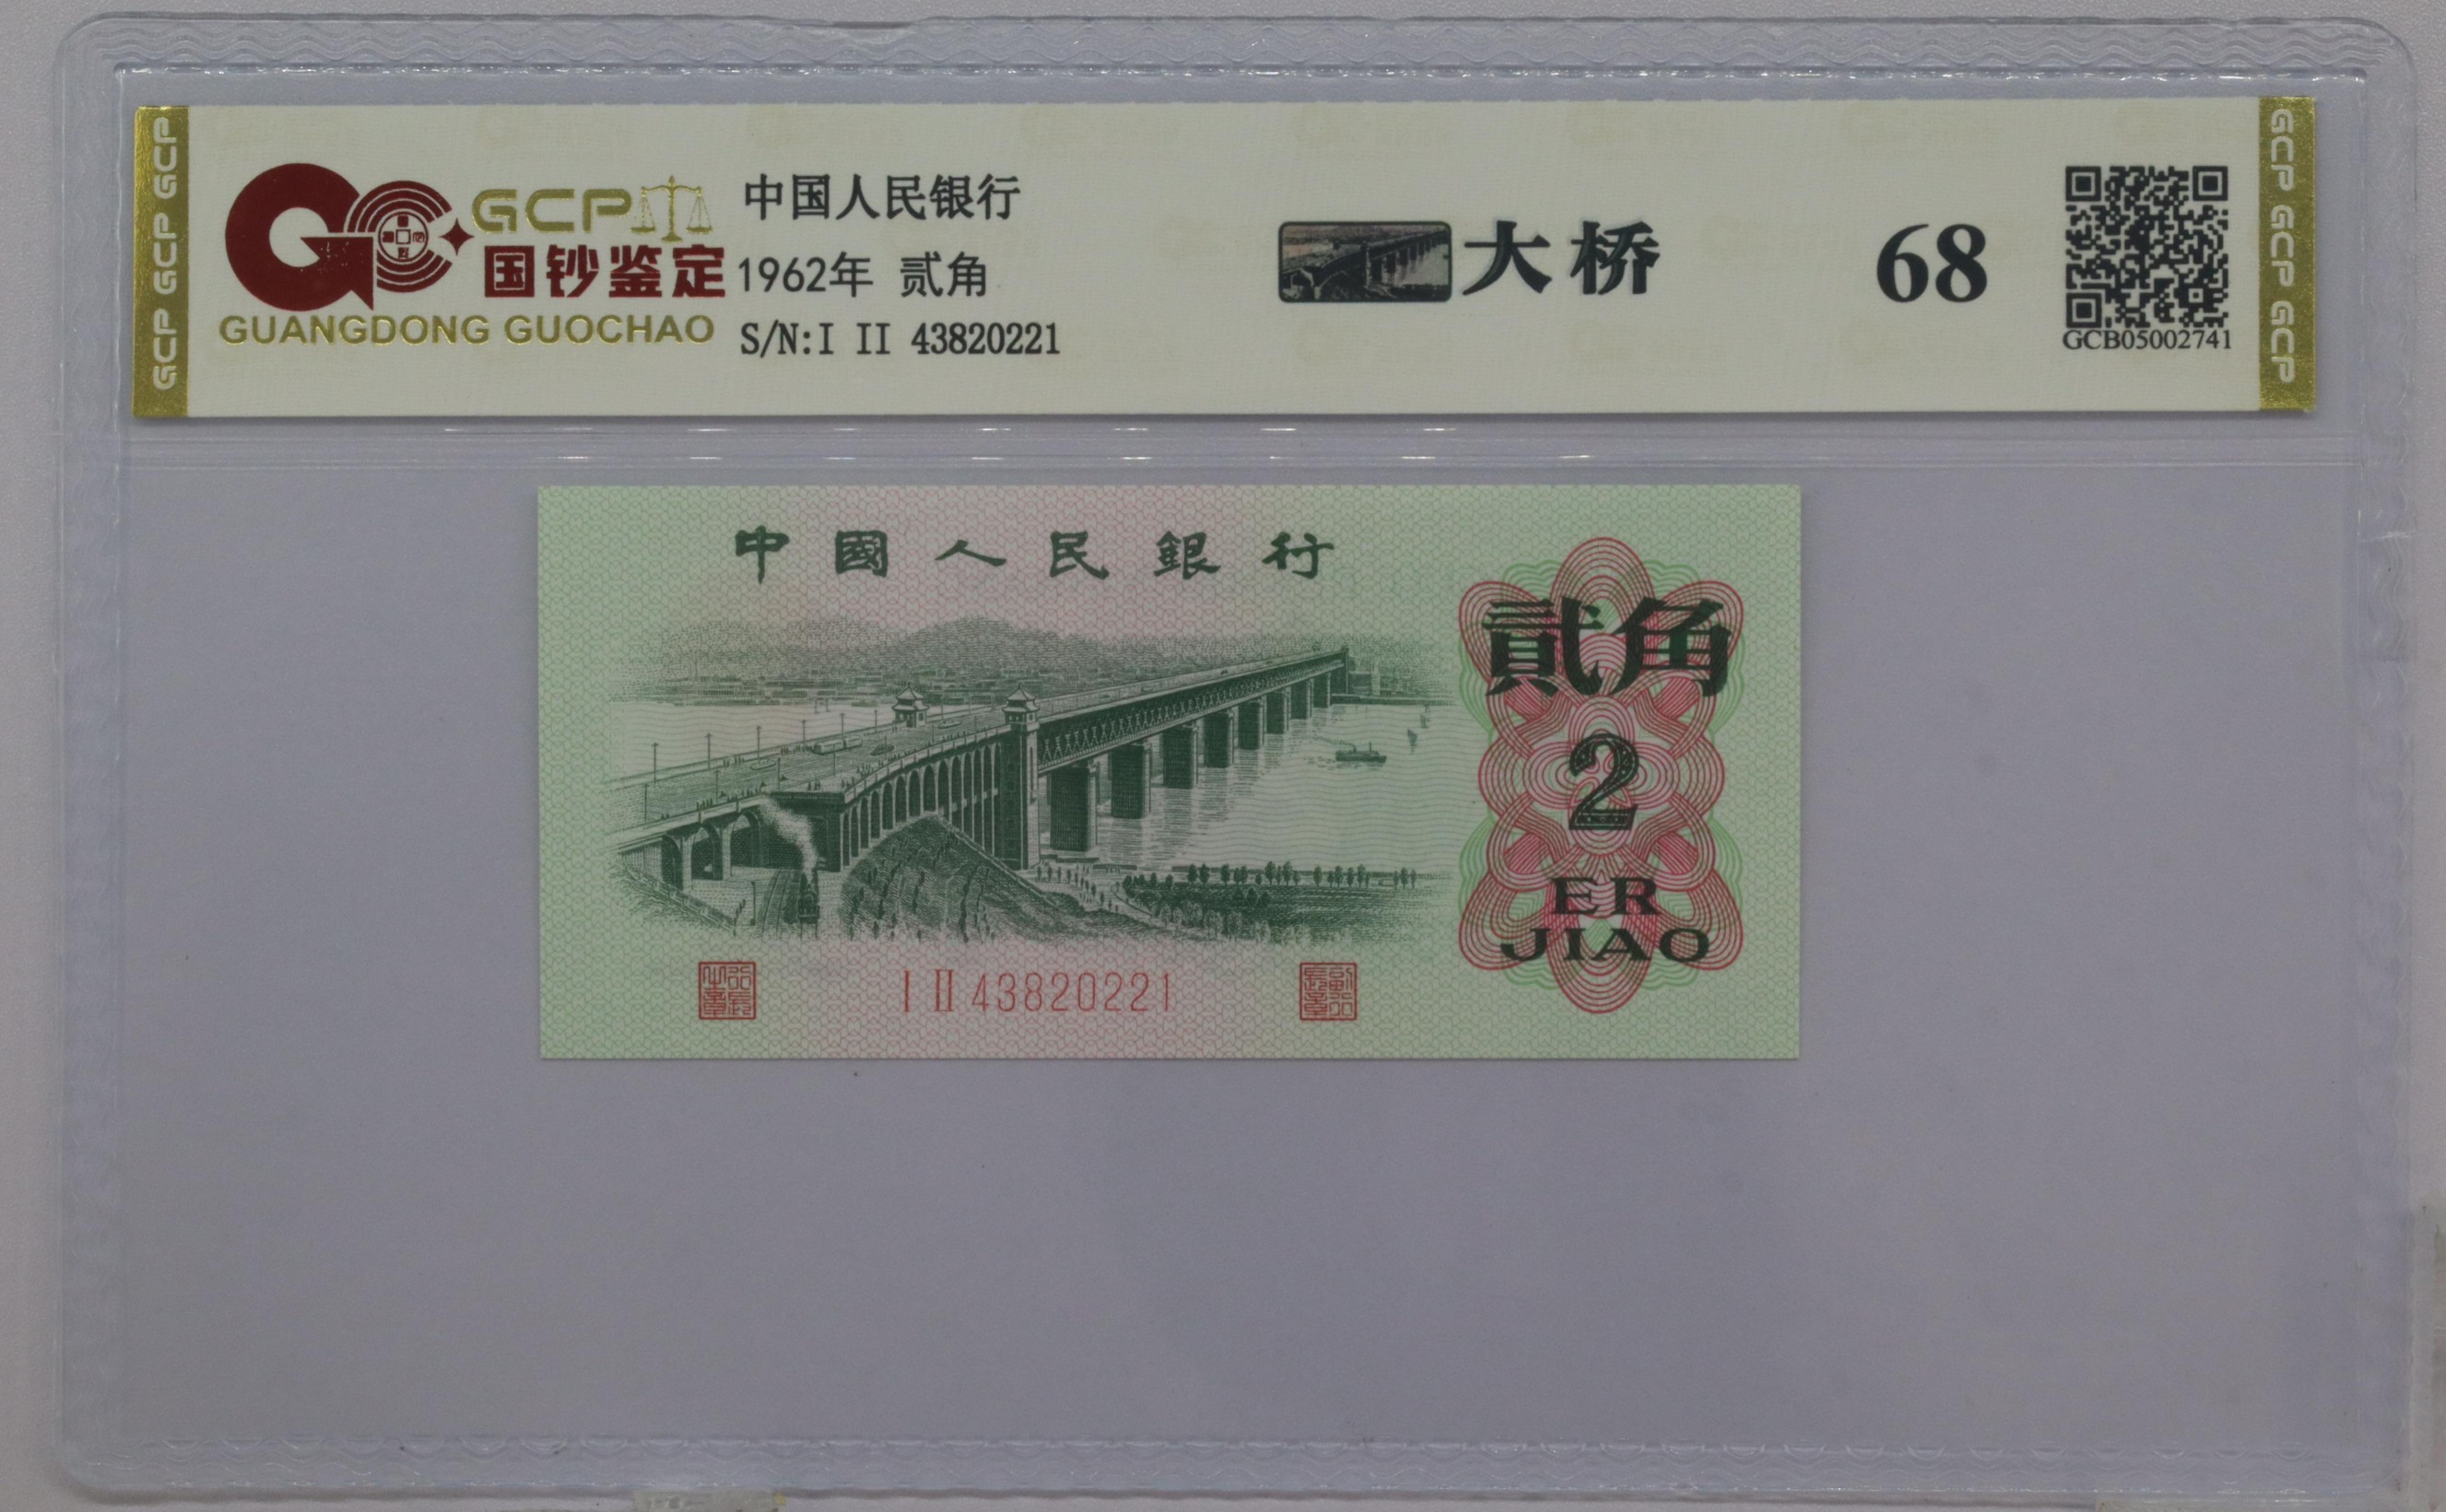 GCP GCP GCP
GCP
国钞鉴定
GUANGDONG GUOCHAO
中国人民银行
1962年 贰角
S/N:I II 43820221
大桥
68
GCB05002741
GCP GCP GCP
中國人民銀行
貳角
2
ER
JIAO
I II 43820221